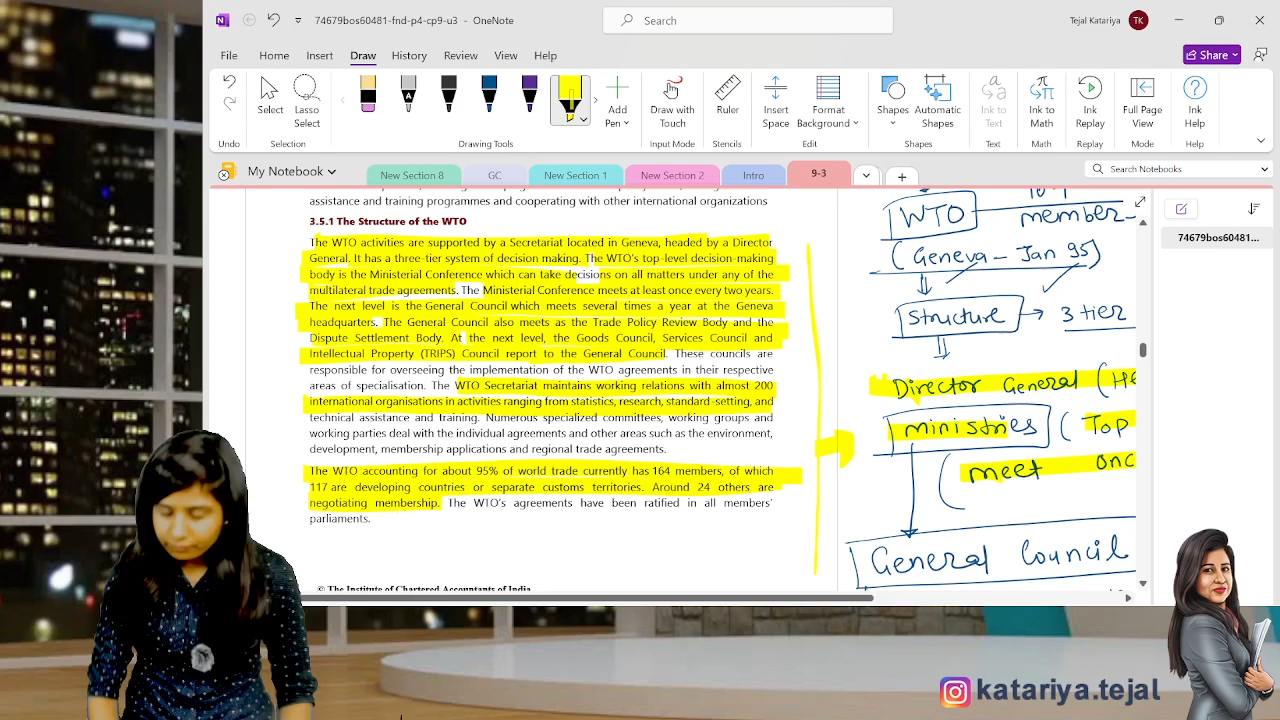 74679bos60481-fnd-p4-cp9-u3 - OneNote
Search
Tejal Katariya
TK
File Insert Draw History Review View Help
Share
Undo
Select
Lasso Select
Add Pen
Draw with Touch
Ruler
Insert Space
Format Background
Shapes
Automatic Shapes
Ink to Text
Ink to Math
Ink Replay
Full Page View
Ink Help
Undo Selection Drawing Tools Input Mode Stencils Edit Convert Replay View Help
My Notebook
New Section 8
GC
New Section 1
New Section 2
Intro
9-3
Search Notebooks
assistance and training programmes and cooperating with other international organizations
3.5.1 The Structure of the WTO
The WTO activities are supported by a Secretariat located in Geneva, headed by a Director
General. It has a three-tier system of decision making. The WTO's top-level decision-making
body is the Ministerial Conference which can take decisions on all matters under any of the
multilateral trade agreements. The Ministerial Conference meets at least once every two years.
The next level is the General Council which meets several times a year at the Geneva
headquarters. The General Council also meets as the Trade Policy Review Body and the
Dispute Settlement Body. At the next level, the Goods Council, Services Council and
Intellectual Property (TRIPS) Council report to the General Council. These councils are
responsible for overseeing the implementation of the WTO agreements in their respective
areas of specialisation. The WTO Secretariat maintains working relations with almost 200
international organisations in activities ranging from statistics, research, standard-setting, and
technical assistance and training. Numerous specialized committees, working groups and
working parties deal with the individual agreements and other areas such as the environment,
development, membership applications and regional trade agreements.
The WTO accounting for about 95% of world trade currently has 164 members, of which
117 are developing countries or separate customs territories. Around 24 others are
negotiating membership. The WTO's agreements have been ratified in all members'
parliaments.
© The Institute of Chartered Accountants of India
WTO
member
(Geneva - Jan 95)
Structure → 3 tier
Director General (He
ministries ( Top
( meet onc
General Council
74679bos60481...
katariya.tejal